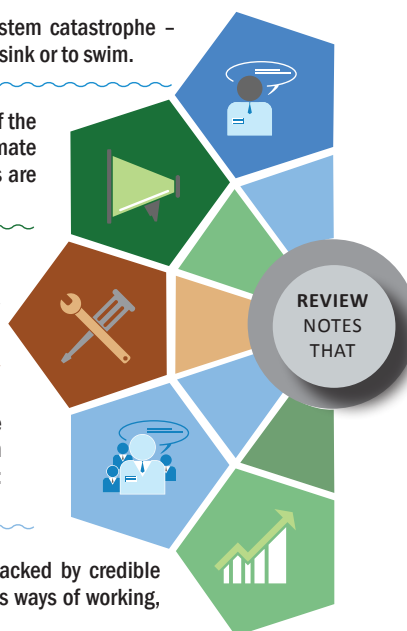 stem catastrophe –
sink or to swim.
f the
mate
s are
acked by credible
s ways of working,
REVIEW
NOTES
THAT